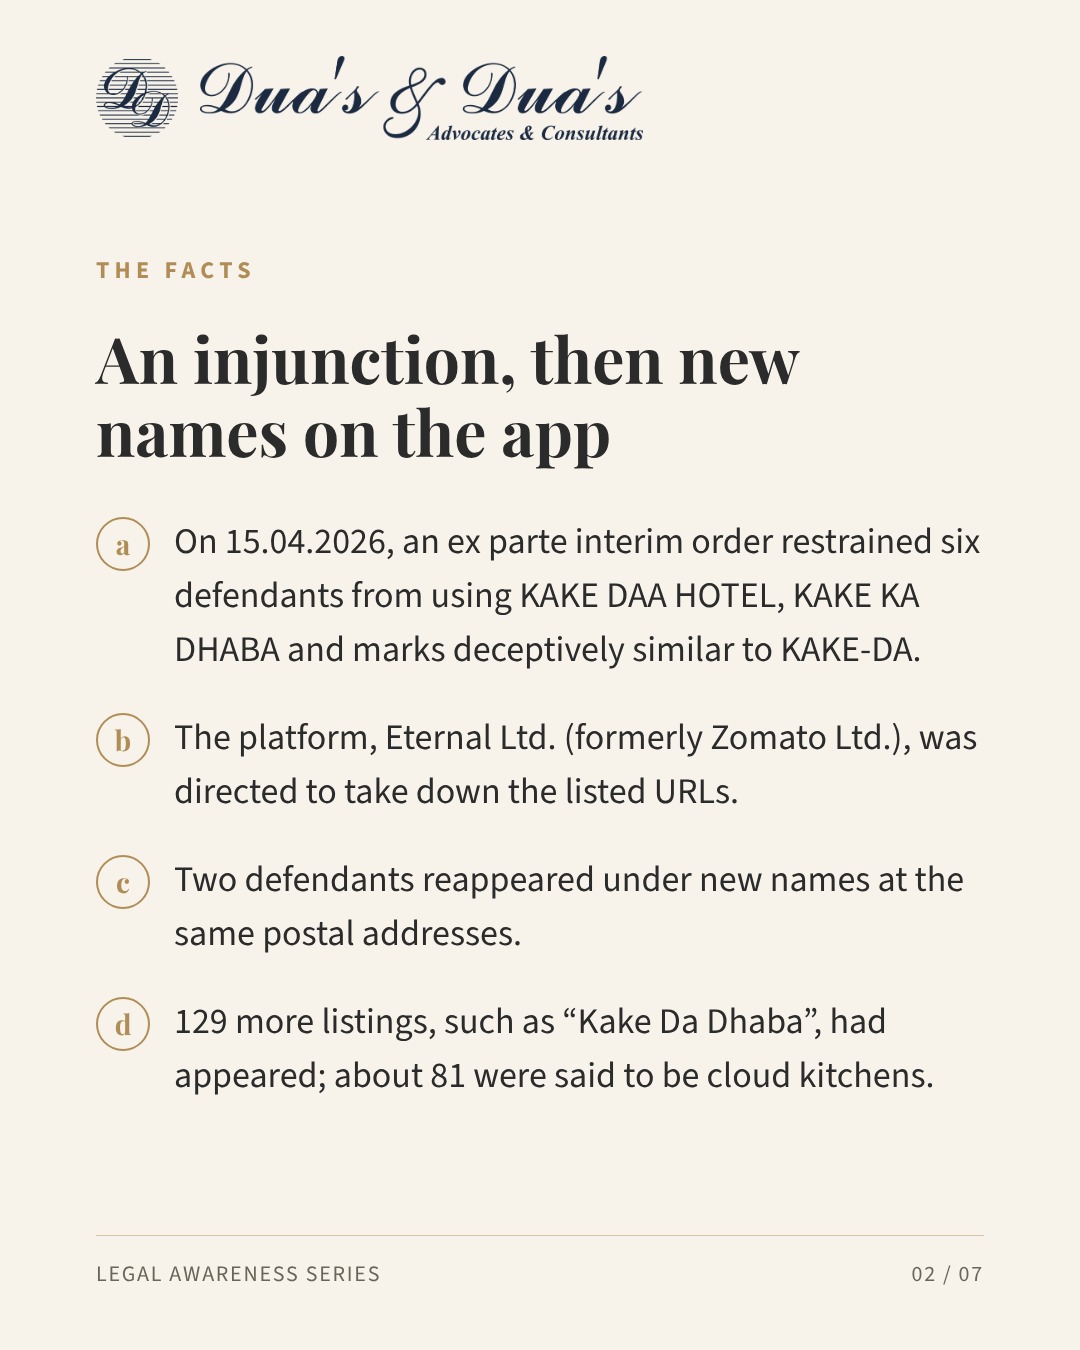 DD
Dua's & Dua's
Advocates & Consultants
THE FACTS
An injunction, then new
names on the app
a
On 15.04.2026, an ex parte interim order restrained six
defendants from using KAKE DAA HOTEL, KAKE KA
DHABA and marks deceptively similar to KAKE-DA.
b
The platform, Eternal Ltd. (formerly Zomato Ltd.), was
directed to take down the listed URLs.
c
Two defendants reappeared under new names at the
same postal addresses.
d
129 more listings, such as “Kake Da Dhaba”, had
appeared; about 81 were said to be cloud kitchens.
LEGAL AWARENESS SERIES
02 / 07